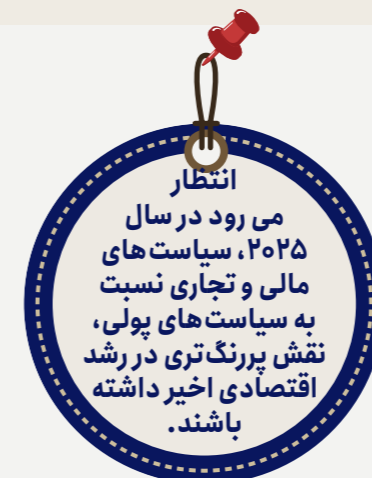 انتظار
می رود در سال
۲۰۲۵، سیاست‌های
مالی و تجاری نسبت
به سیاست‌های پولی،
نقش پررنگ‌تری در رشد
اقتصادی اخیر داشته
باشند.